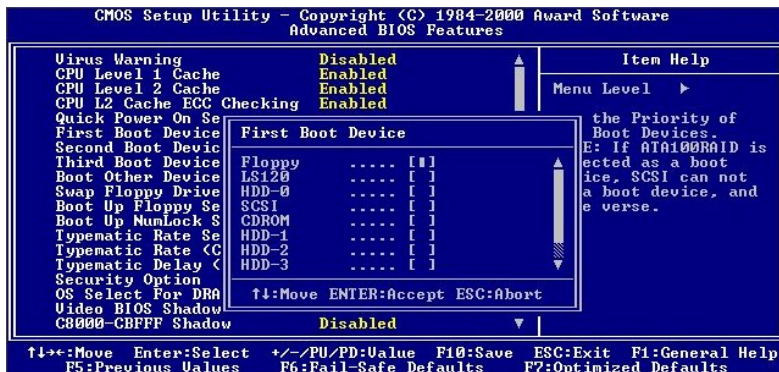 CMOS Setup Utility - Copyright (C) 1984-2000 Award Software
Advanced BIOS Features
Virus Warning Disabled
CPU Level 1 Cache Enabled
CPU Level 2 Cache Enabled
CPU L2 Cache ECC Checking Enabled
Quick Power On Se
First Boot Device
Second Boot Devic
Third Boot Device
Boot Other Device
Swap Floppy Drive
Boot Up Floppy Se
Boot Up NumLock S
Typematic Rate Se
Typematic Rate (C
Typematic Delay (
Security Option
OS Select For DRA
Video BIOS Shadow
C8000-CBFFF Shadow Disabled
First Boot Device
Floppy ..... [▮]
LS120 ..... [ ]
HDD-0 ..... [ ]
SCSI ..... [ ]
CDROM ..... [ ]
HDD-1 ..... [ ]
HDD-2 ..... [ ]
HDD-3 ..... [ ]
↑↓:Move ENTER:Accept ESC:Abort
Item Help
Menu Level ▶
the Priority of
Boot Devices.
E: If ATA100RAID is
ected as a boot
ice, SCSI can not
a boot device, and
e verse.
↑↓→←:Move Enter:Select +/-/PU/PD:Value F10:Save ESC:Exit F1:General Help
F5:Previous Values F6:Fail-Safe Defaults F7:Optimized Defaults